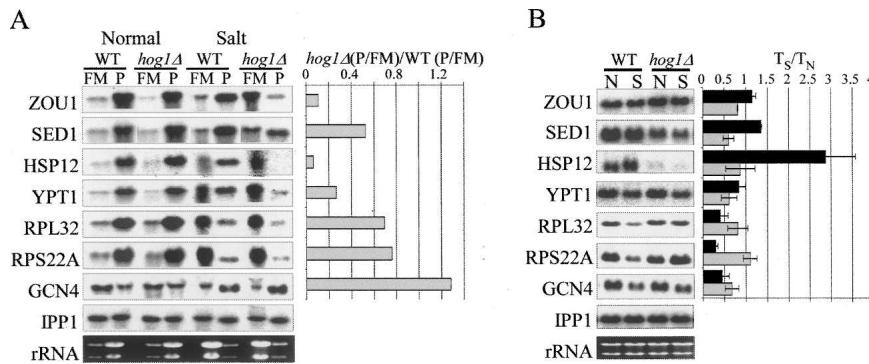 A
Normal Salt
WT hog1Δ WT hog1Δ
FM P FM P FM P FM P
hog1Δ(P/FM)/WT (P/FM)
0 0.4 0.8 1.2
ZOU1
SED1
HSP12
YPT1
RPL32
RPS22A
GCN4
IPP1
rRNA
B
WT hog1Δ
N S N S
TS/TN
0 0.5 1 1.5 2 2.5 3 3.5
ZOU1
SED1
HSP12
YPT1
RPL32
RPS22A
GCN4
IPP1
rRNA